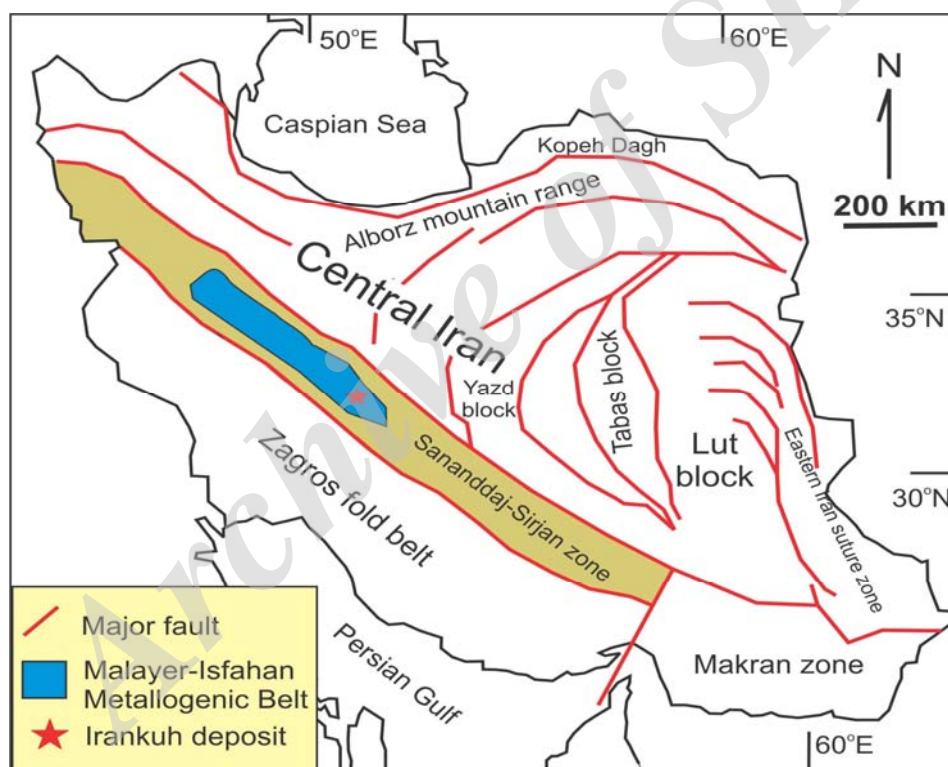 50°E
60°E
N
Caspian Sea
Kopeh Dagh
Alborz mountain range
200 km
Central Iran
35°N
Yazd
block
Tabas block
Lut
block
Eastern Iran suture zone
Zagros fold belt
Sananddaj-Sirjan zone
30°N
Major fault
Malayer-Isfahan
Metallogenic Belt
Irankuh deposit
Persian Gulf
Makran zone
60°E
Archive of